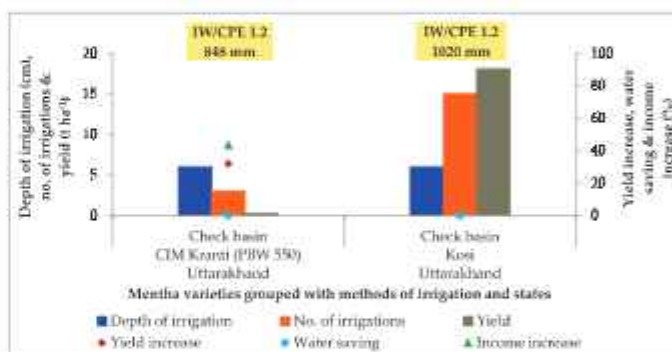 IW/CPE 1.2
848 mm
IW/CPE 1.2
1020 mm
Depth of irrigation (cm),
no. of irrigations &
yield (t ha⁻¹)
20
15
10
5
0
100
80
60
40
20
0
Yield increase, water
saving & income
increase (%)
Check basin
CIM Kranti (PBW 550)
Uttarakhand
Check basin
Kosi
Uttarakhand
Mentha varieties grouped with methods of irrigation and states
Depth of irrigation
No. of irrigations
Yield
Yield increase
Water saving
Income increase